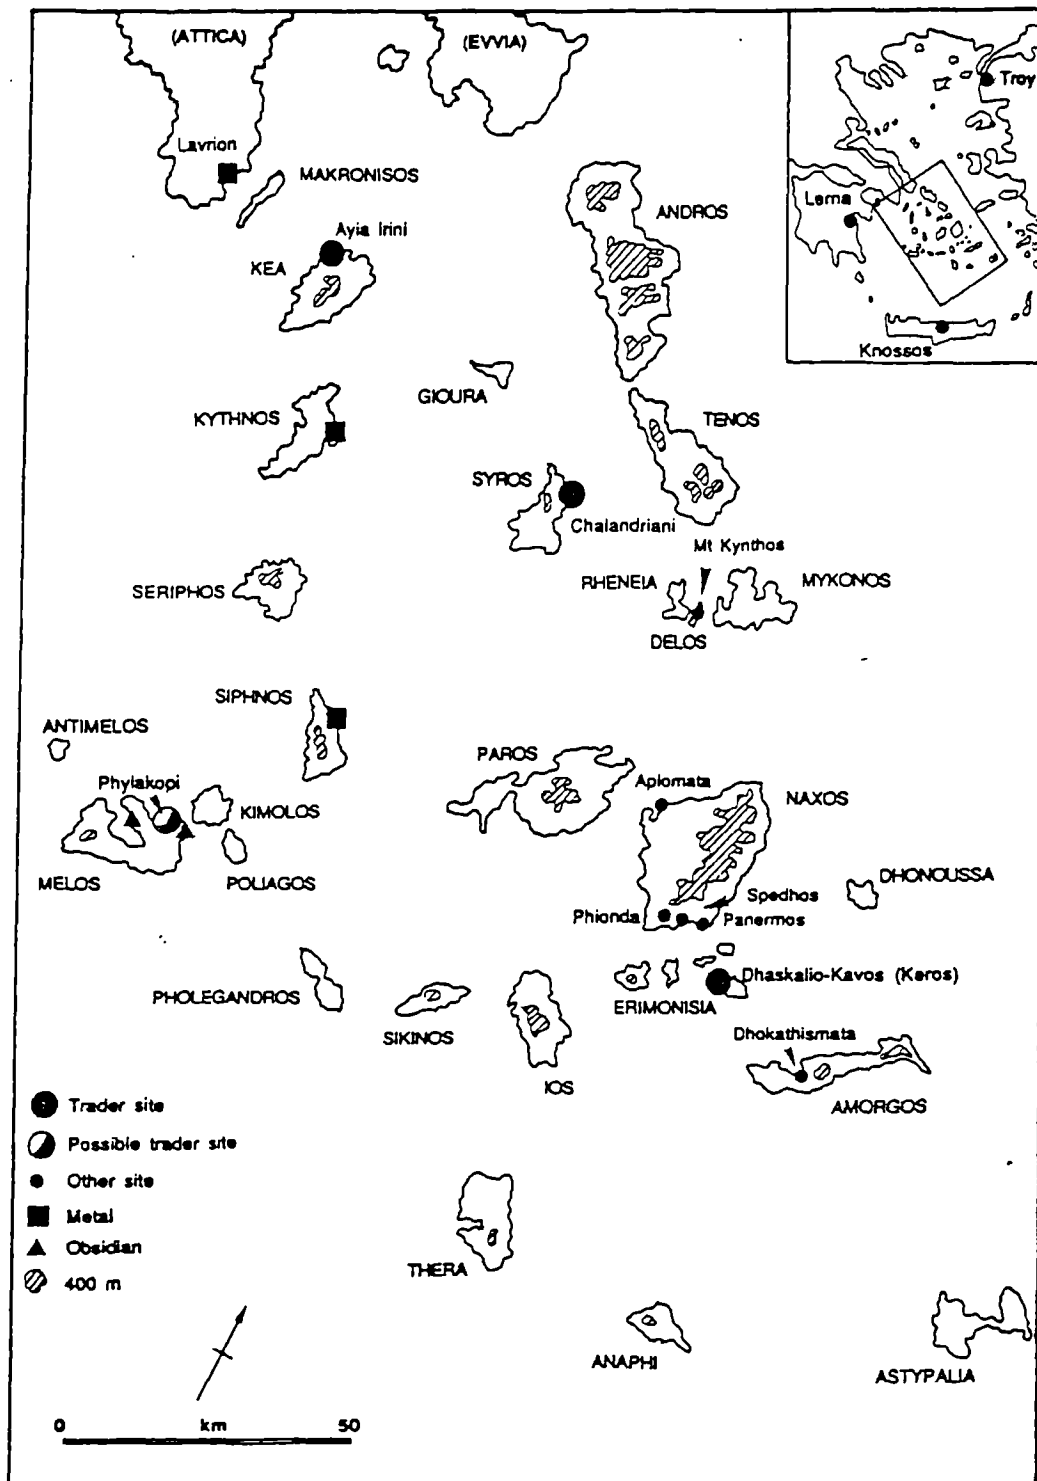 (ATTICA)
(EVVIA)
Troy
Lavrion
MAKRONISOS
Lerna
ANDROS
Ayia Irini
KEA
Knossos
GIOURA
KYTHNOS
TENOS
SYROS
Chalandriani
Mt Kynthos
RHENEIA
MYKONOS
SERIPHOS
DELOS
SIPHNOS
ANTIMELOS
PAROS
Aplomata
NAXOS
Phylakopi
KIMOLOS
MELOS
POLIAGOS
DHONOUSSA
Spedhos
Phionda
Panermos
Dhaskalio-Kavos (Keros)
PHOLEGANDROS
ERIMONISIA
SIKINOS
Dhokathismata
IOS
AMORGOS
Trader site
Possible trader site
Other site
Metal
Obsidian
400 m
THERA
ANAPHI
ASTYPALIA
0 km 50